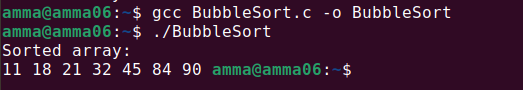 amma@amma06:~$ gcc BubbleSort.c -o BubbleSort
amma@amma06:~$ ./BubbleSort
Sorted array:
11 18 21 32 45 84 90 amma@amma06:~$